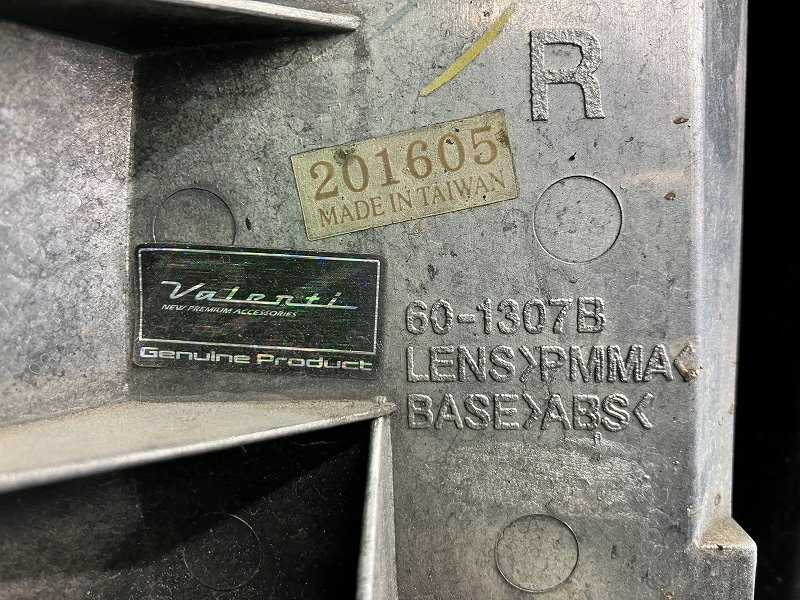 R
201605
MADE IN TAIWAN
Valenti
NEW PREMIUM ACCESSORIES
Genuine Product
60-1307B
LENS>PMMA<
BASE>ABS<